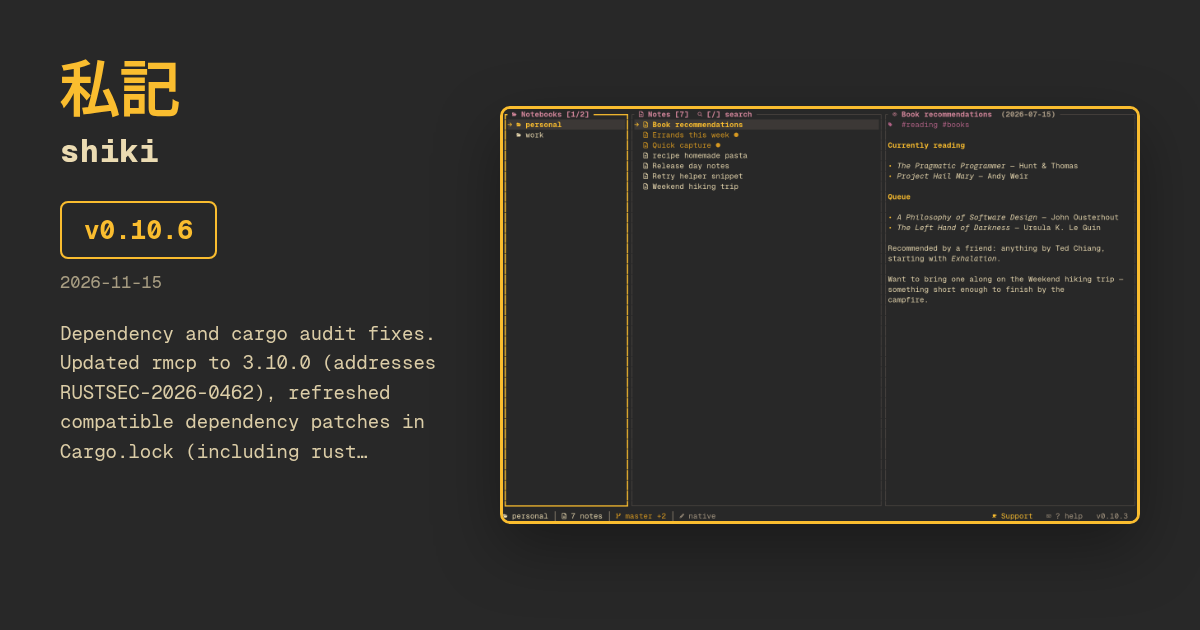 私記
shiki
v0.10.6
2026-11-15
Dependency and cargo audit fixes.
Updated rmcp to 3.10.0 (addresses
RUSTSEC-2026-0462), refreshed
compatible dependency patches in
Cargo.lock (including rust…
Notebooks [1/2]
personal
work
Notes [7] [/] search
Book recommendations
Errands this week ●
Quick capture ●
recipe homemade pasta
Release day notes
Retry helper snippet
Weekend hiking trip
Book recommendations (2026-07-15)
#reading #books
Currently reading
• The Pragmatic Programmer — Hunt & Thomas
• Project Hail Mary — Andy Weir
Queue
• A Philosophy of Software Design — John Ousterhout
• The Left Hand of Darkness — Ursula K. Le Guin
Recommended by a friend: anything by Ted Chiang,
starting with Exhalation.
Want to bring one along on the Weekend hiking trip —
something short enough to finish by the
campfire.
personal │ 7 notes │ master +2 │ native
Support ? help v0.10.3